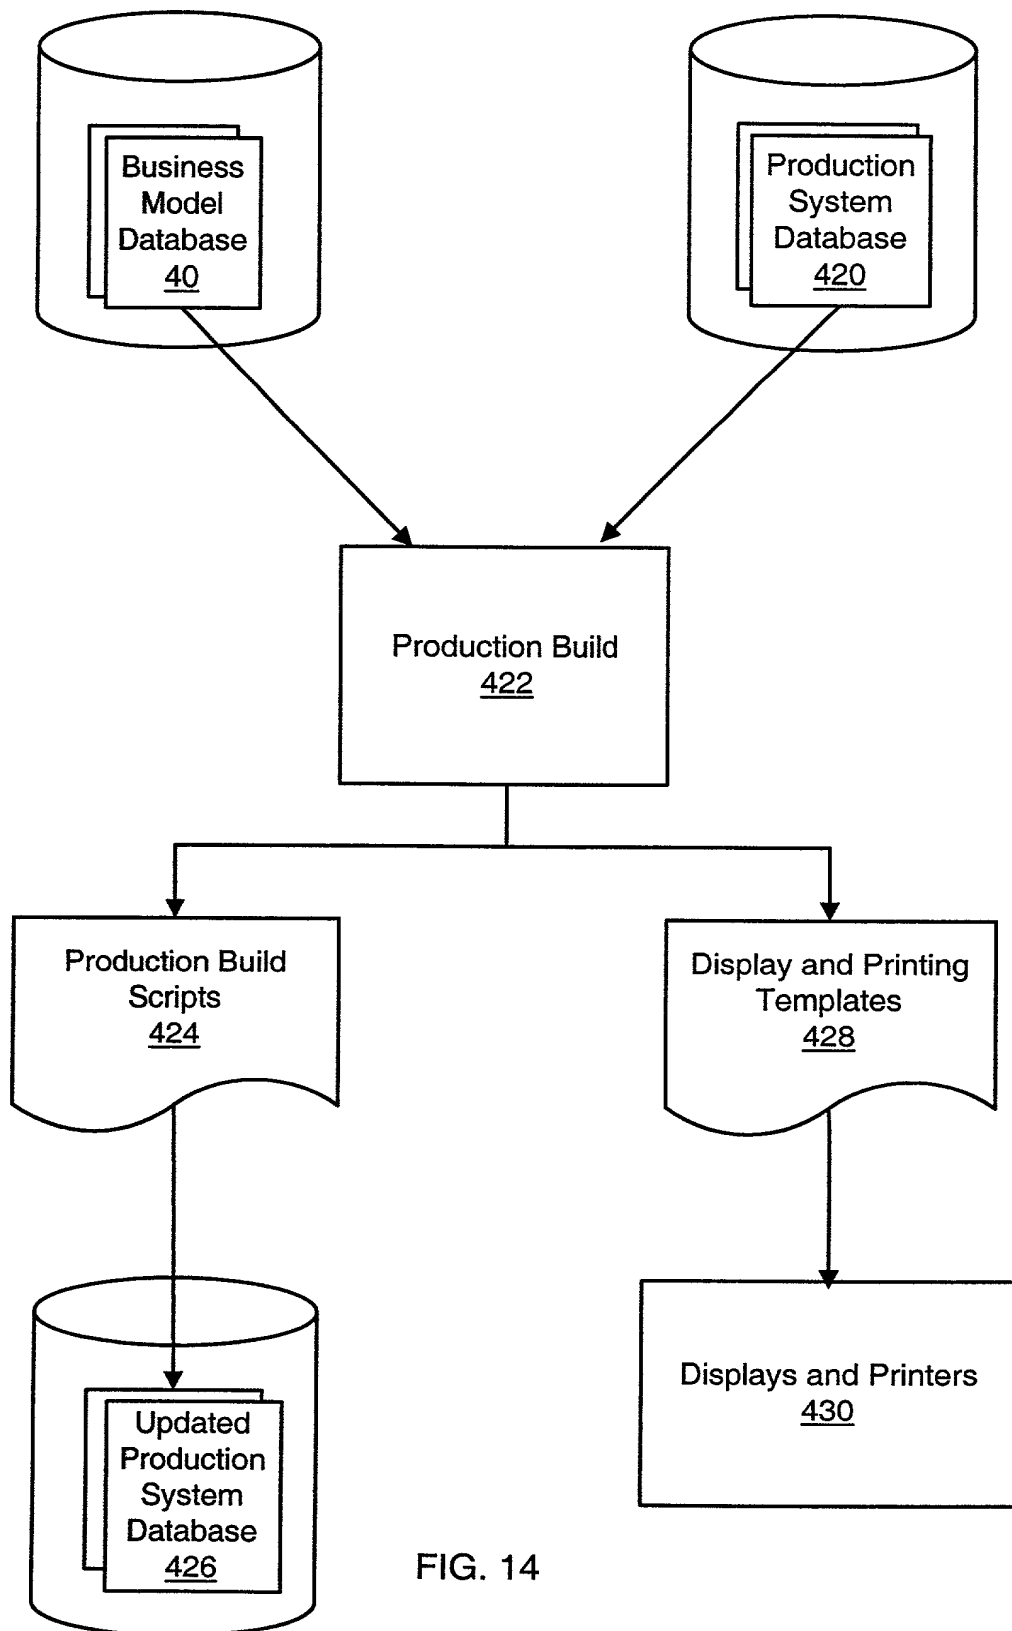 Business
Model
Database
40
Production
System
Database
420
Production Build
422
Production Build
Scripts
424
Display and Printing
Templates
428
Updated
Production
System
Database
426
Displays and Printers
430
FIG. 14